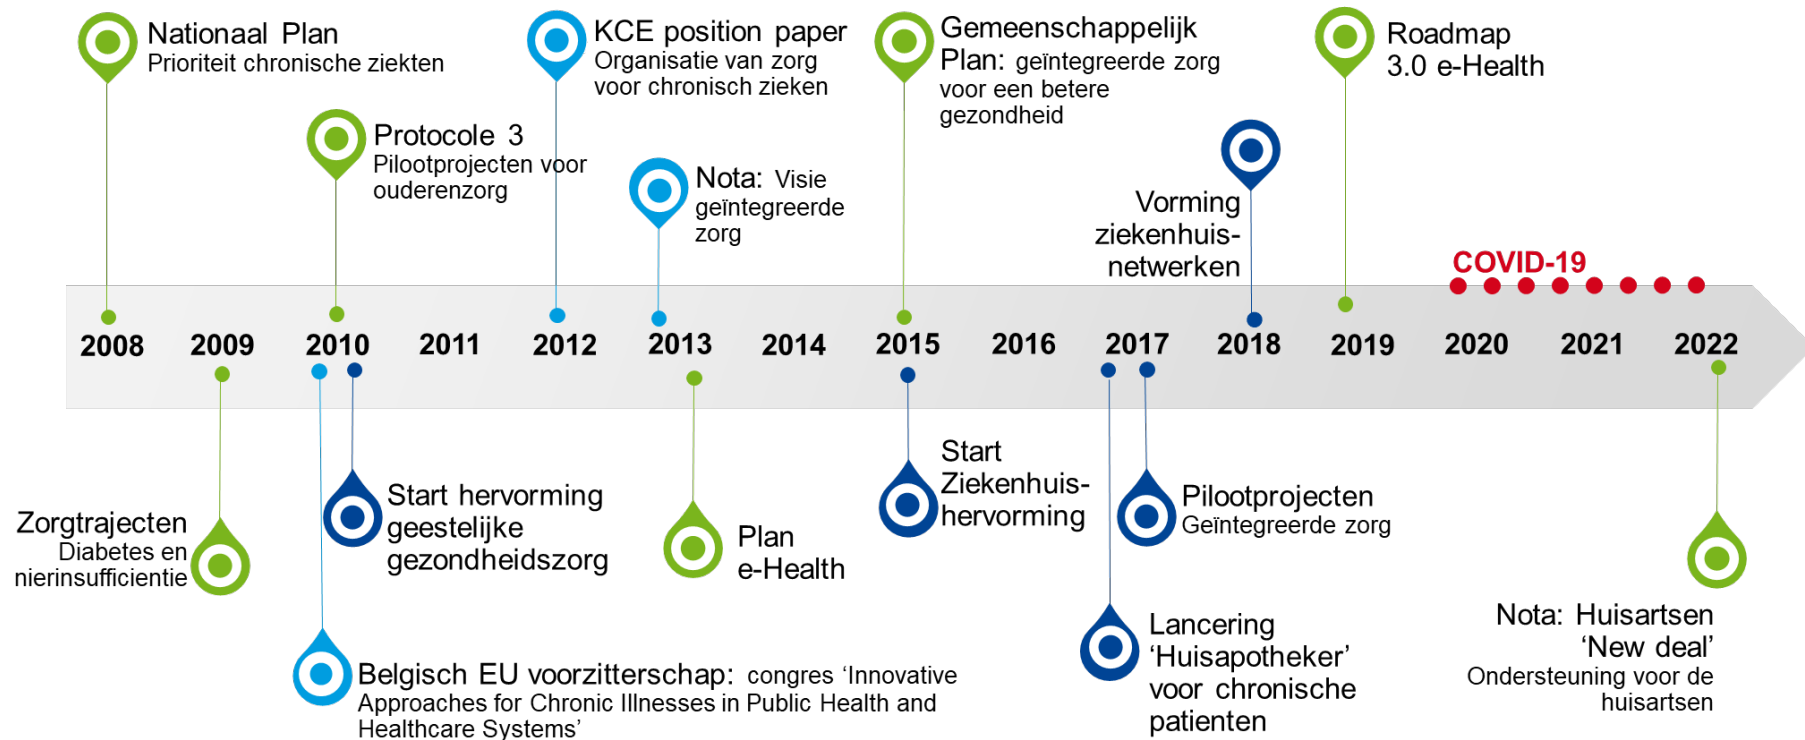 Nationaal Plan
Prioriteit chronische ziekten
Protocole 3
Pilootprojecten voor
ouderenzorg
KCE position paper
Organisatie van zorg
voor chronisch zieken
Nota: Visie
geïntegreerde
zorg
Gemeenschappelijk
Plan: geïntegreerde zorg
voor een betere
gezondheid
Vorming
ziekenhuis-
netwerken
Roadmap
3.0 e-Health
COVID-19
2008 2009 2010 2011 2012 2013 2014 2015 2016 2017 2018 2019 2020 2021 2022
Zorgtrajecten
Diabetes en
nierinsufficientie
Start hervorming
geestelijke
gezondheidszorg
Belgisch EU voorzitterschap: congres ‘Innovative
Approaches for Chronic Illnesses in Public Health and
Healthcare Systems’
Plan
e-Health
Start
Ziekenhuis-
hervorming
Pilootprojecten
Geïntegreerde zorg
Lancering
‘Huisapotheker’
voor chronische
patienten
Nota: Huisartsen
‘New deal’
Ondersteuning voor de
huisartsen